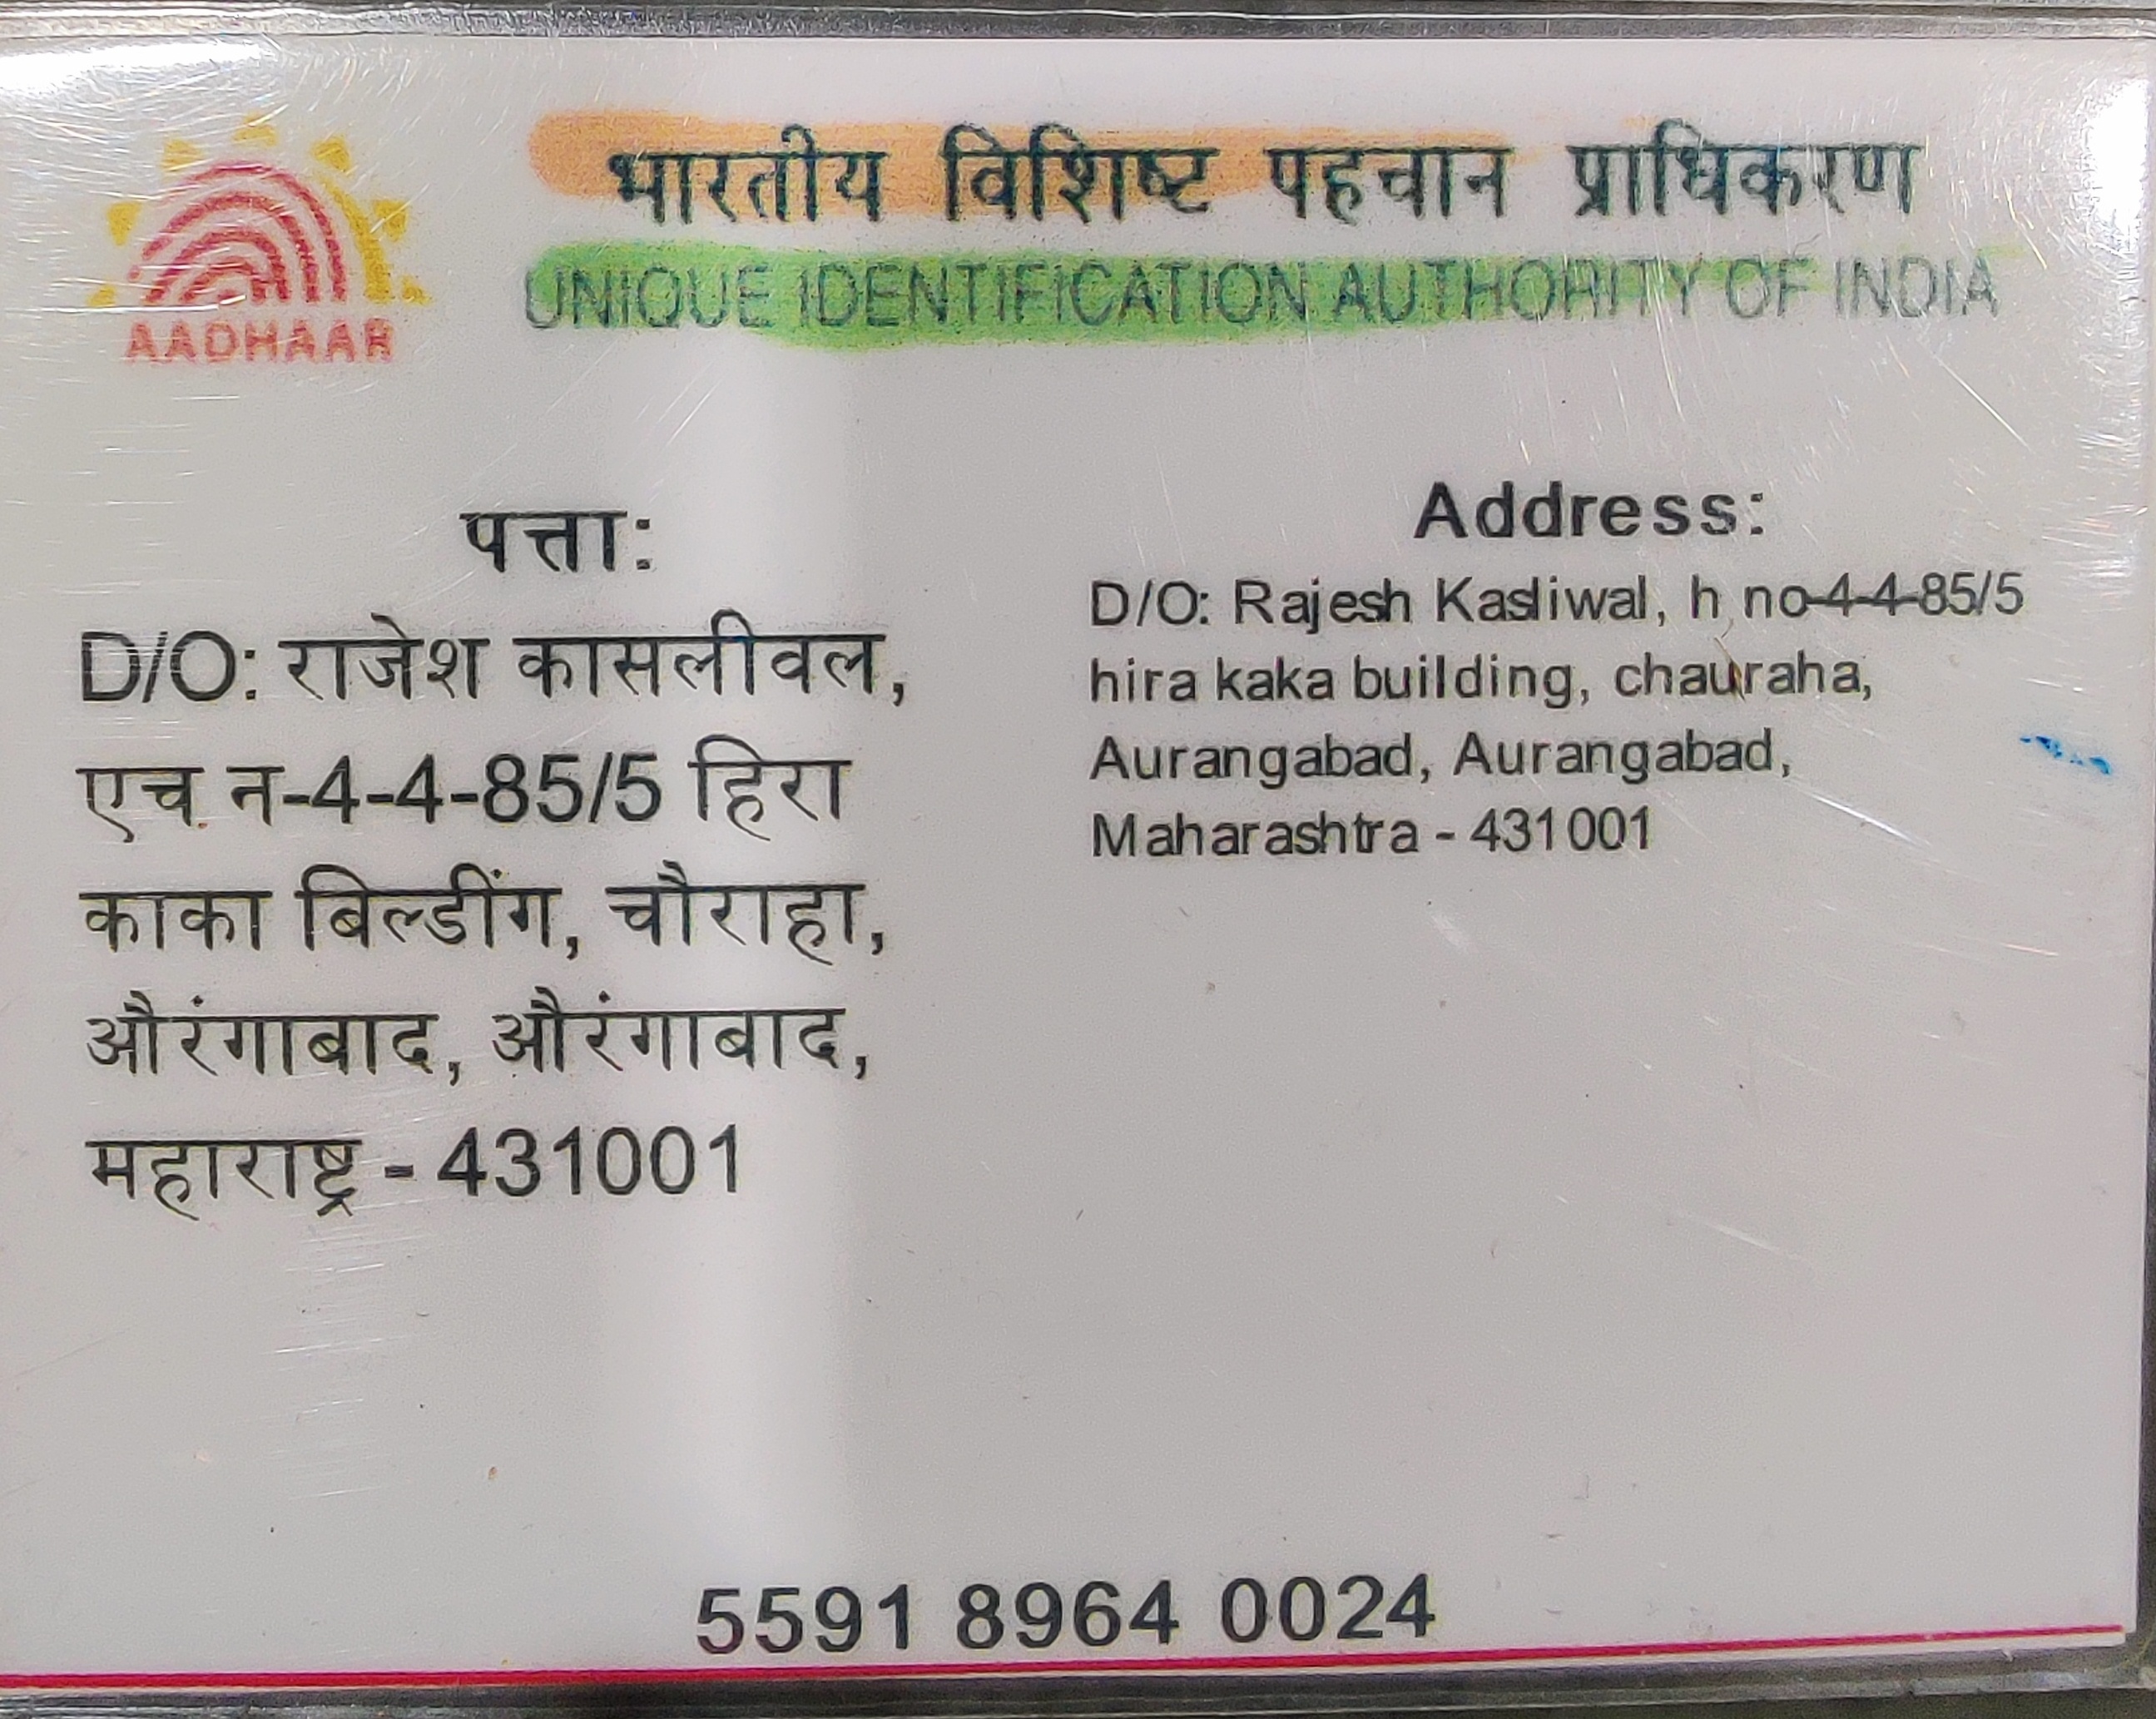 भारतीय विशिष्ट पहचान प्राधिकरण
UNIQUE IDENTIFICATION AUTHORITY OF INDIA
AADHAAR
पत्ता:
D/O: राजेश कासलीवल,
एच न-4-4-85/5 हिरा
काका बिल्डींग, चौराहा,
औरंगाबाद, औरंगाबाद,
महाराष्ट्र - 431001
Address:
D/O: Rajesh Kasliwal, h no-4-4-85/5
hira kaka building, chauraha,
Aurangabad, Aurangabad,
Maharashtra - 431001
5591 8964 0024